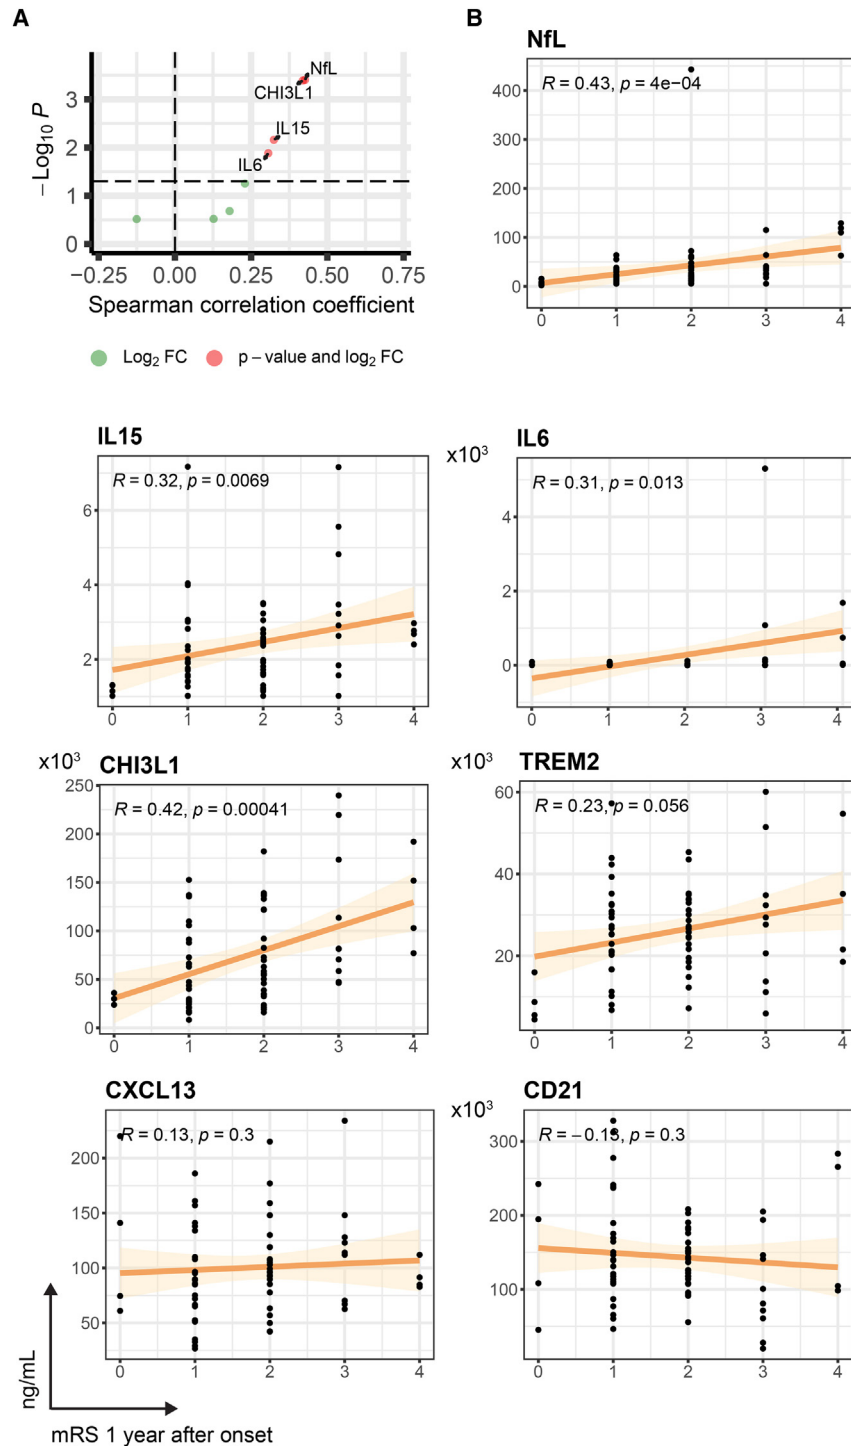 A
B
NfL
CHI3L1
IL15
IL6
−Log₁₀ P
3
2
1
0
−0.25 0.00 0.25 0.50 0.75
Spearman correlation coefficient
Log₂ FC p – value and log₂ FC
NfL
R = 0.43, p = 4e−04
400
300
200
100
0
0 1 2 3 4
IL15
R = 0.32, p = 0.0069
6
4
2
0 1 2 3 4
IL6
x10³
R = 0.31, p = 0.013
4
2
0
0 1 2 3 4
CHI3L1
x10³
R = 0.42, p = 0.00041
250
200
150
100
50
0
0 1 2 3 4
TREM2
x10³
R = 0.23, p = 0.056
60
40
20
0 1 2 3 4
CXCL13
R = 0.13, p = 0.3
200
150
100
50
0 1 2 3 4
CD21
x10³
R = −0.13, p = 0.3
300
200
100
0 1 2 3 4
ng/mL
mRS 1 year after onset